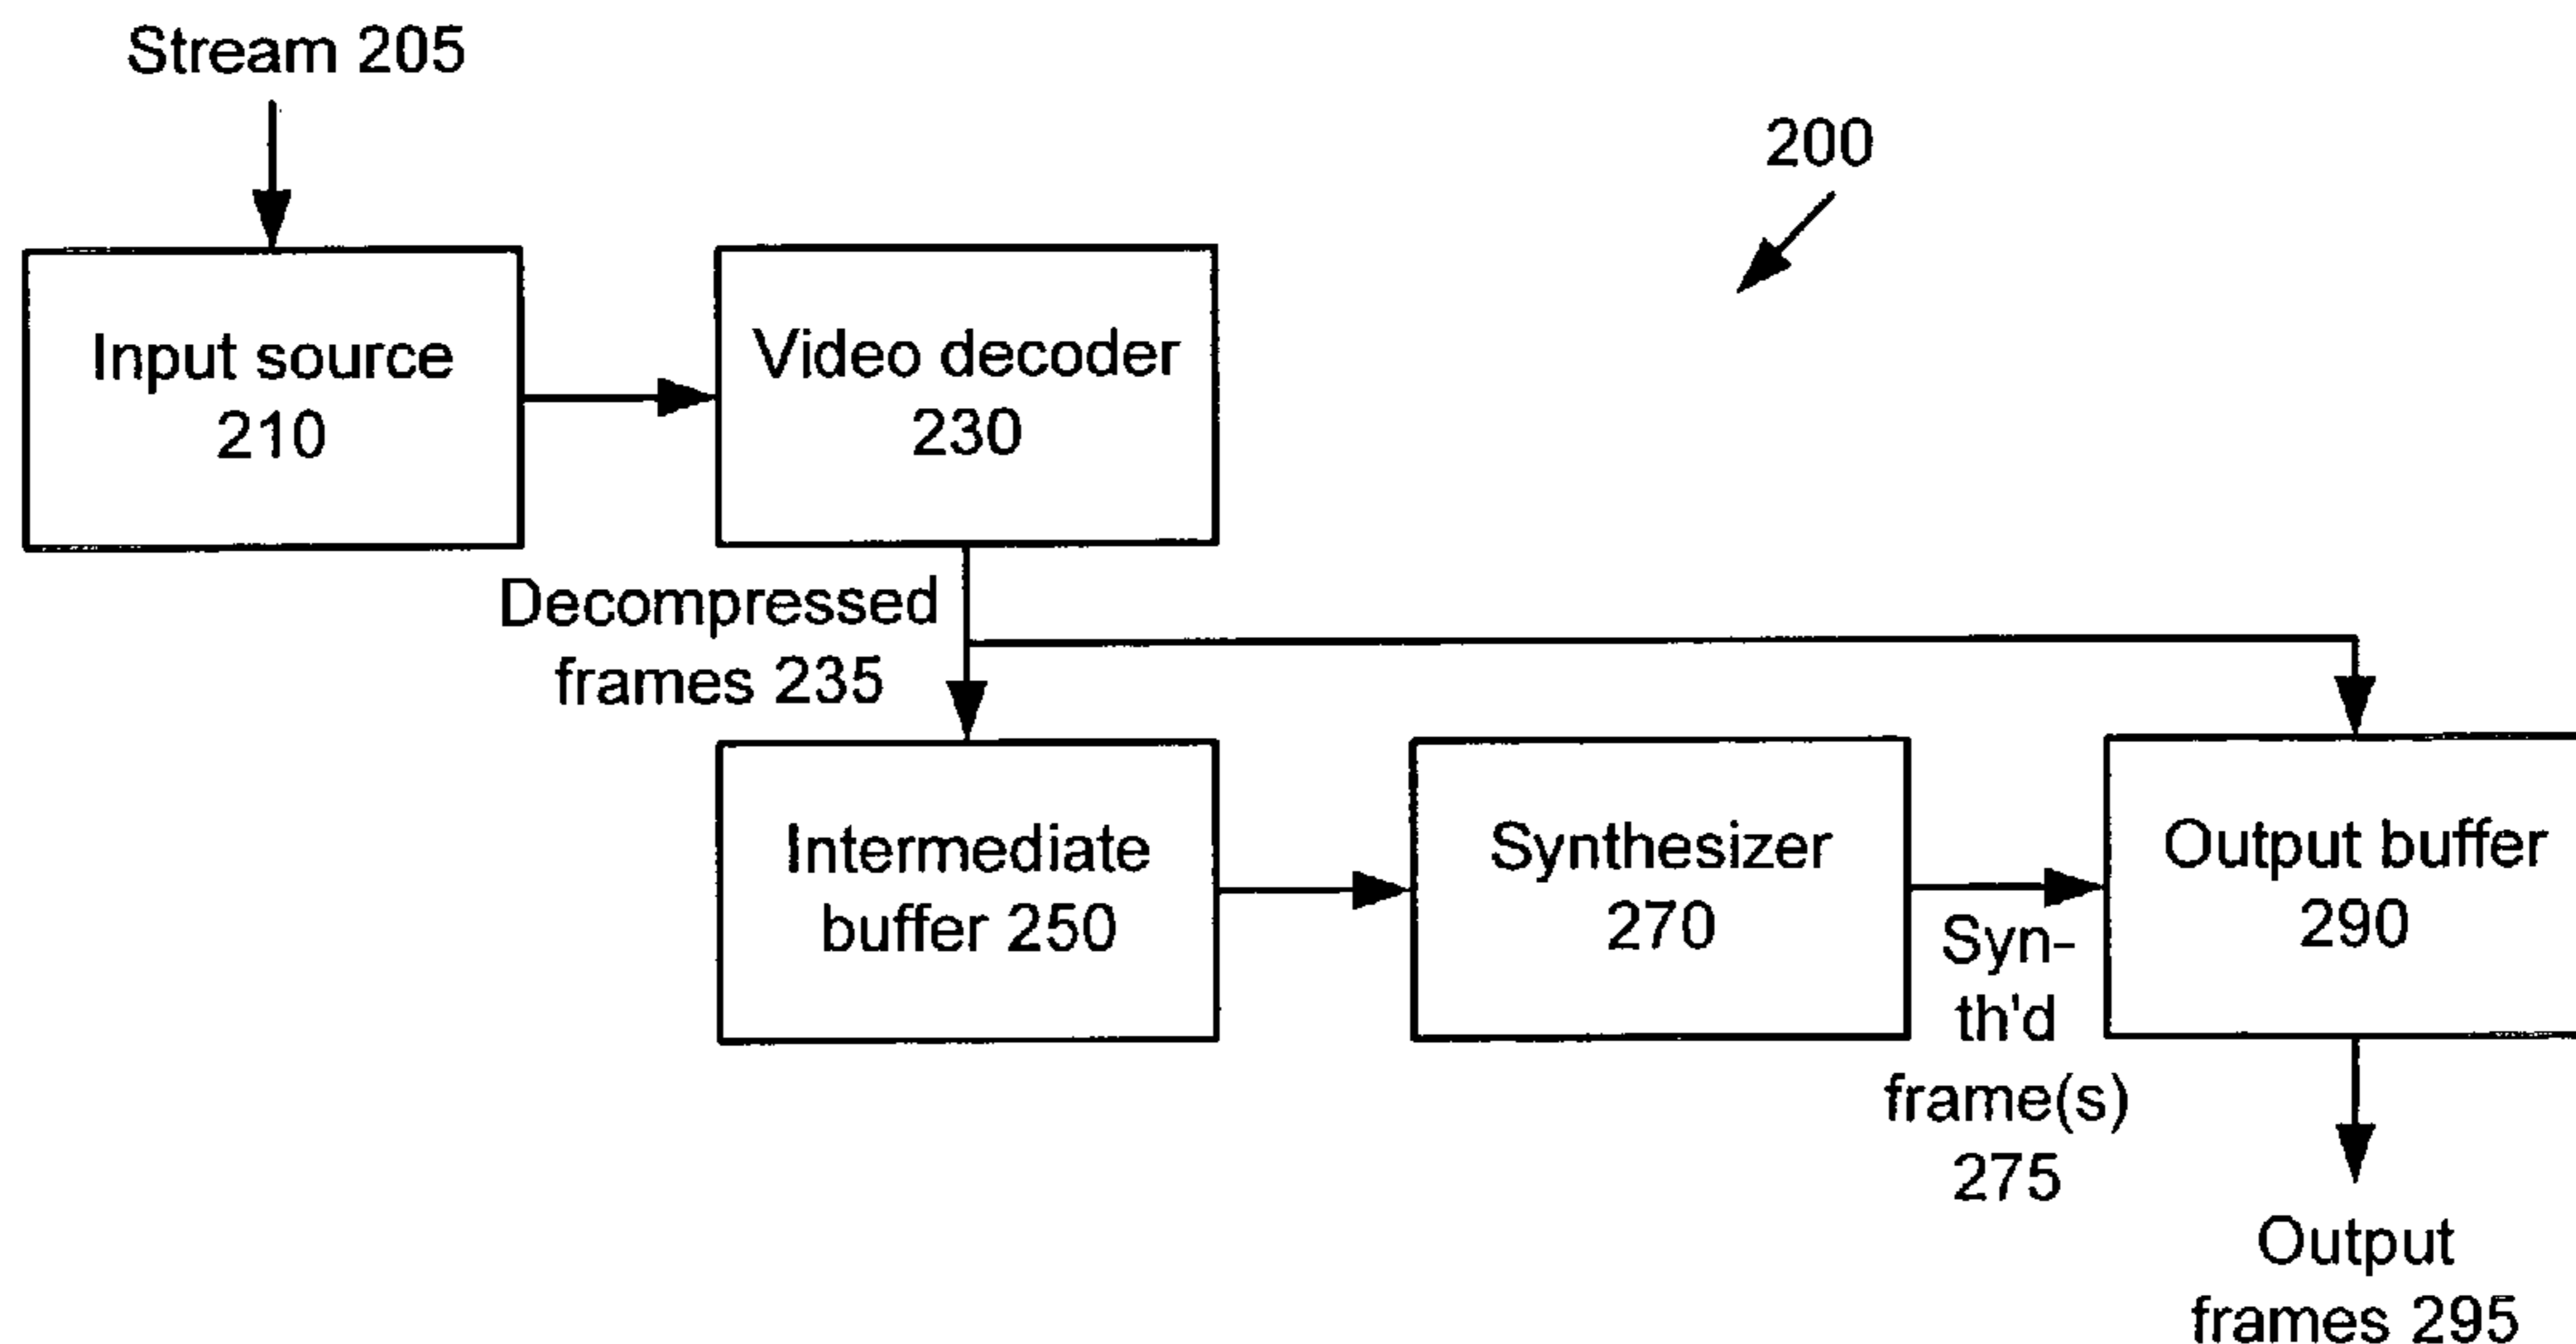 Stream 205
200
Input source
210
Video decoder
230
Decompressed
frames 235
Intermediate
buffer 250
Synthesizer
270
Syn-
th'd
frame(s)
275
Output buffer
290
Output
frames 295